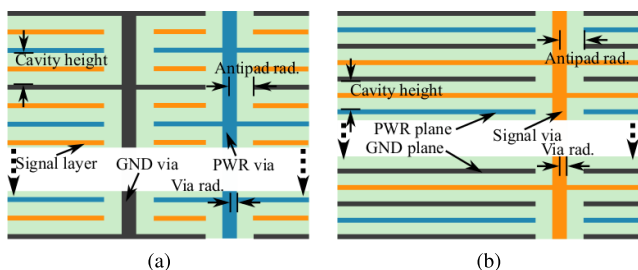 Cavity height
Antipad rad.
Signal layer
GND via
PWR via
Via rad.
(a)
Antipad rad.
Cavity height
PWR plane
GND plane
Signal via
Via rad.
(b)